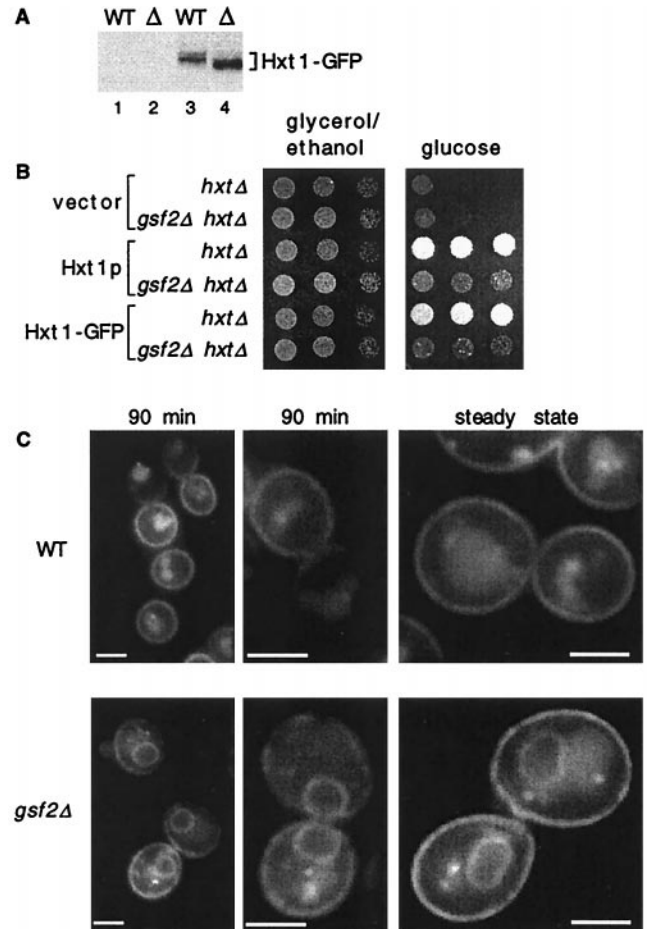 A
WT Δ WT Δ
Hxt1-GFP
1 2 3 4
B
glycerol/
ethanol
glucose
vector
hxtΔ
gsf2Δ hxtΔ
Hxt1p
hxtΔ
gsf2Δ hxtΔ
Hxt1-GFP
hxtΔ
gsf2Δ hxtΔ
C
90 min
90 min
steady state
WT
gsf2Δ